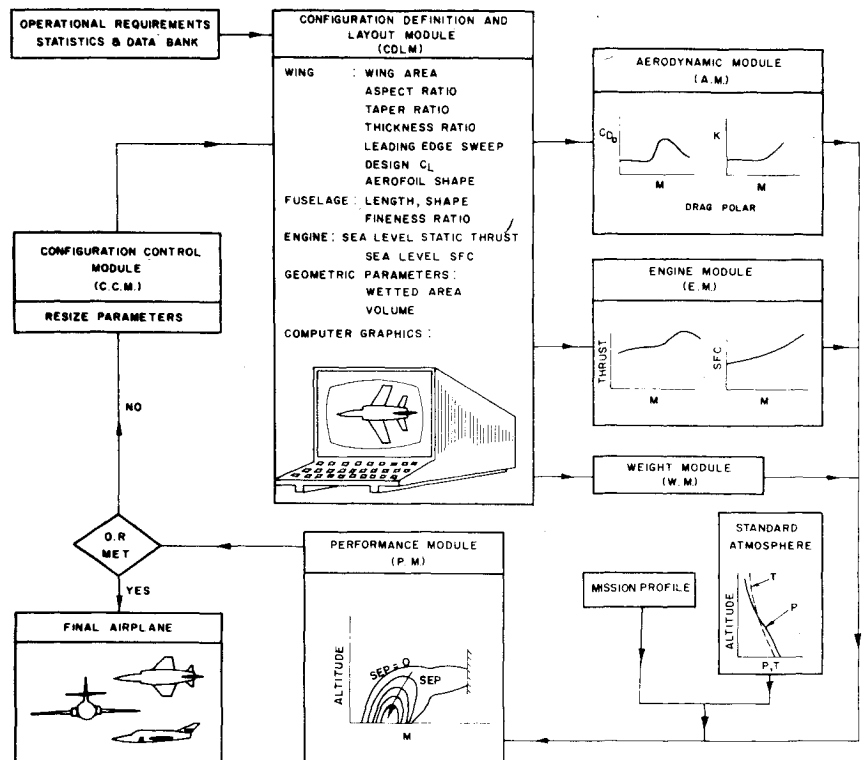 OPERATIONAL REQUIREMENTS
STATISTICS & DATA BANK
CONFIGURATION DEFINITION AND
LAYOUT MODULE
(CDLM)
WING : WING AREA
ASPECT RATIO
TAPER RATIO
THICKNESS RATIO
LEADING EDGE SWEEP
DESIGN CL
AEROFOIL SHAPE
FUSELAGE : LENGTH, SHAPE
FINENESS RATIO
ENGINE : SEA LEVEL STATIC THRUST
SEA LEVEL SFC
GEOMETRIC PARAMETERS :
WETTED AREA
VOLUME
COMPUTER GRAPHICS :
AERODYNAMIC MODULE
(A.M.)
CD0
M
K
M
DRAG POLAR
ENGINE MODULE
(E.M.)
THRUST
M
SFC
M
WEIGHT MODULE
(W.M.)
STANDARD
ATMOSPHERE
ALTITUDE
T
P
P,T
MISSION PROFILE
CONFIGURATION CONTROL
MODULE
(C.C.M.)
RESIZE PARAMETERS
NO
O.R
MET
YES
PERFORMANCE MODULE
(P.M.)
ALTITUDE
SEP=0
SEP
M
FINAL AIRPLANE